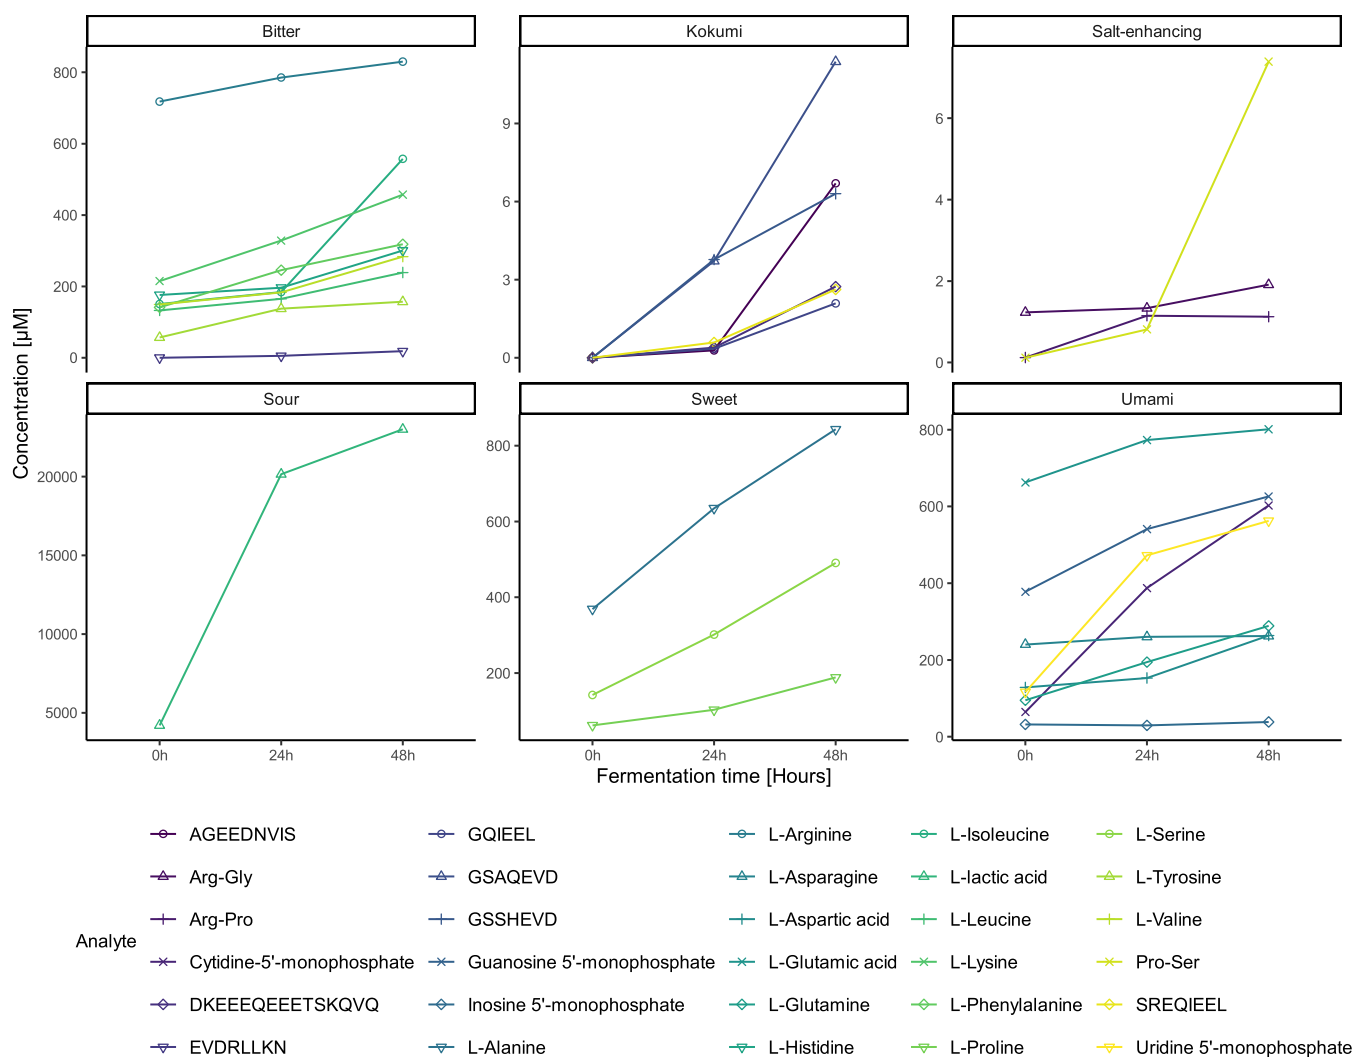 Bitter
Kokumi
Salt-enhancing
800
600
400
200
0
9
6
3
0
6
4
2
0
Concentration [µM]
Sour
Sweet
Umami
20000
15000
10000
5000
800
600
400
200
800
600
400
200
0
0h 24h 48h
0h 24h 48h
0h 24h 48h
Fermentation time [Hours]
Analyte
AGEEDNVIS
Arg-Gly
Arg-Pro
Cytidine-5'-monophosphate
DKEEEQEEETSKQVQ
EVDRLLKN
GQIEEL
GSAQEVD
GSSHEVD
Guanosine 5'-monophosphate
Inosine 5'-monophosphate
L-Alanine
L-Arginine
L-Asparagine
L-Aspartic acid
L-Glutamic acid
L-Glutamine
L-Histidine
L-Isoleucine
L-lactic acid
L-Leucine
L-Lysine
L-Phenylalanine
L-Proline
L-Serine
L-Tyrosine
L-Valine
Pro-Ser
SREQIEEL
Uridine 5'-monophosphate